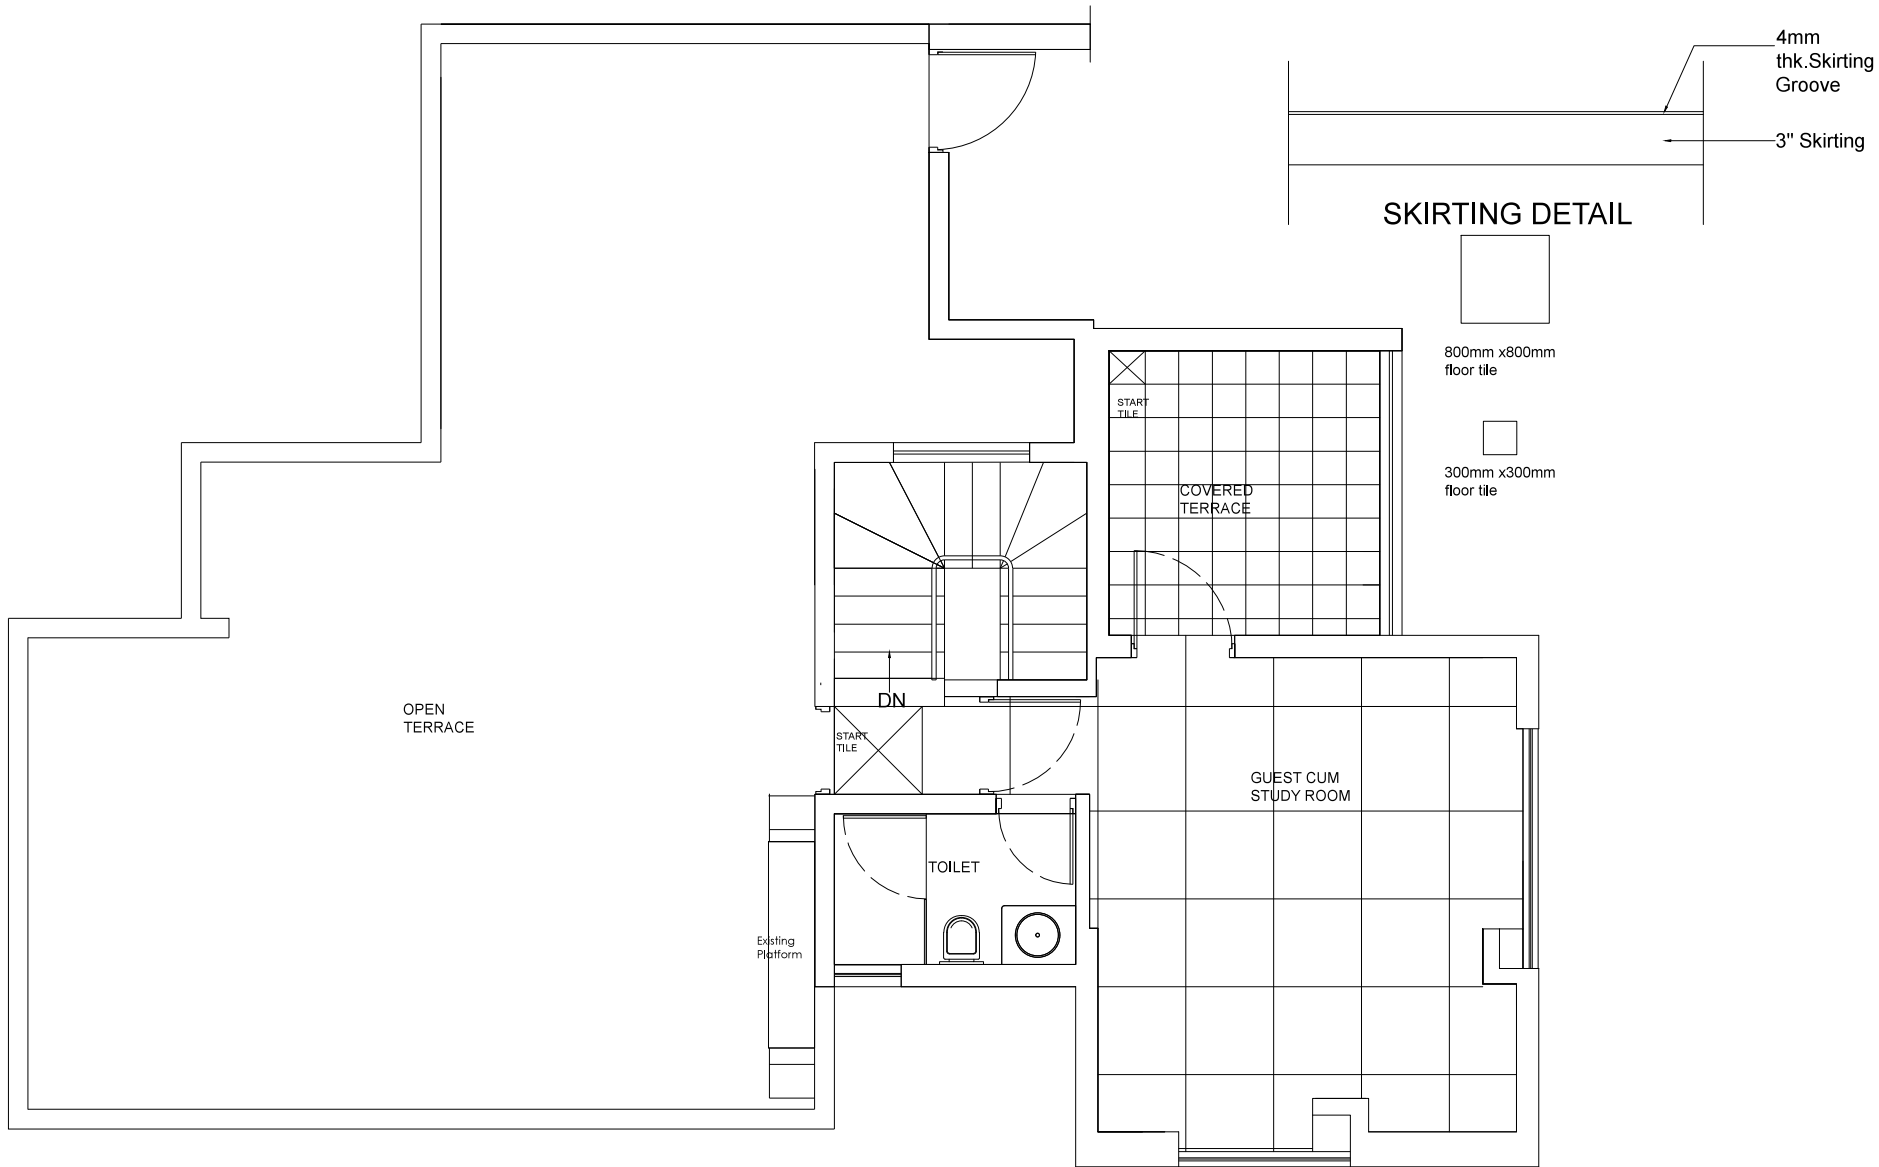 4mm
thk.Skirting
Groove
3" Skirting
SKIRTING DETAIL
800mm x800mm
floor tile
START
TILE
300mm x300mm
floor tile
COVERED
TERRACE
DN
OPEN
TERRACE
START
TILE
GUEST CUM
STUDY ROOM
TOILET
Existing
Platform